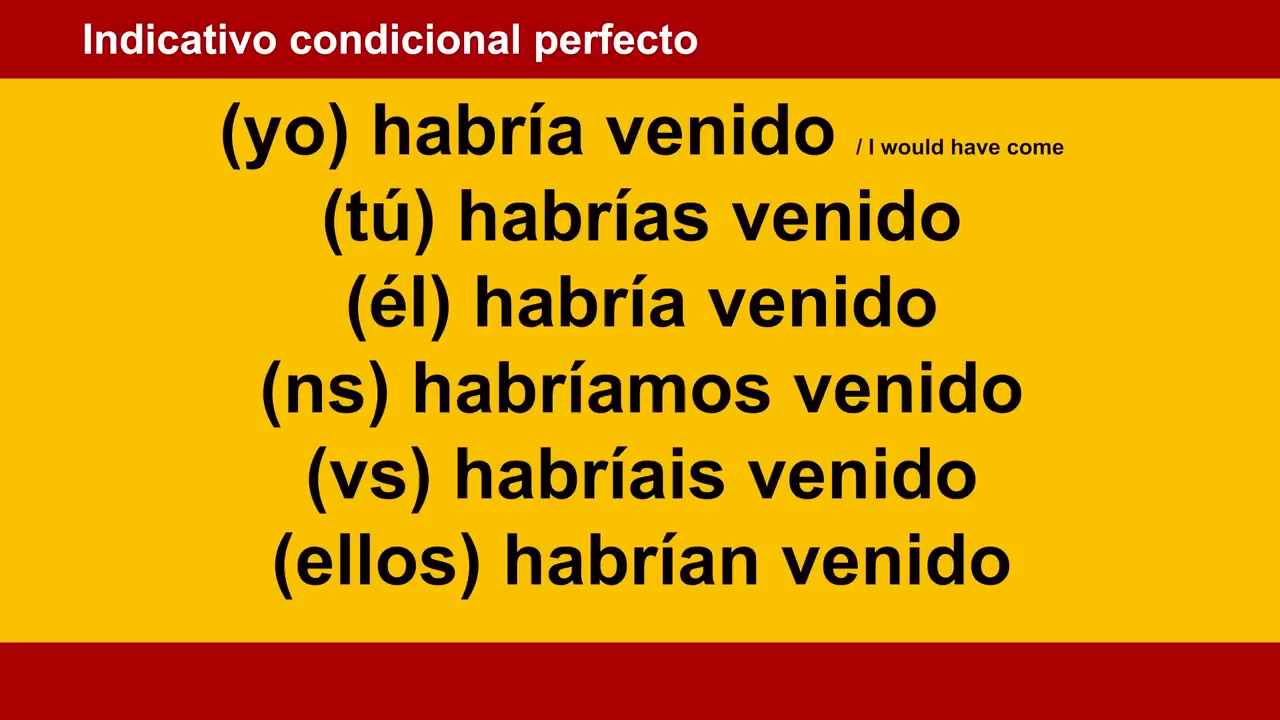 Indicativo condicional perfecto
(yo) habría venido / I would have come
(tú) habrías venido
(él) habría venido
(ns) habríamos venido
(vs) habríais venido
(ellos) habrían venido